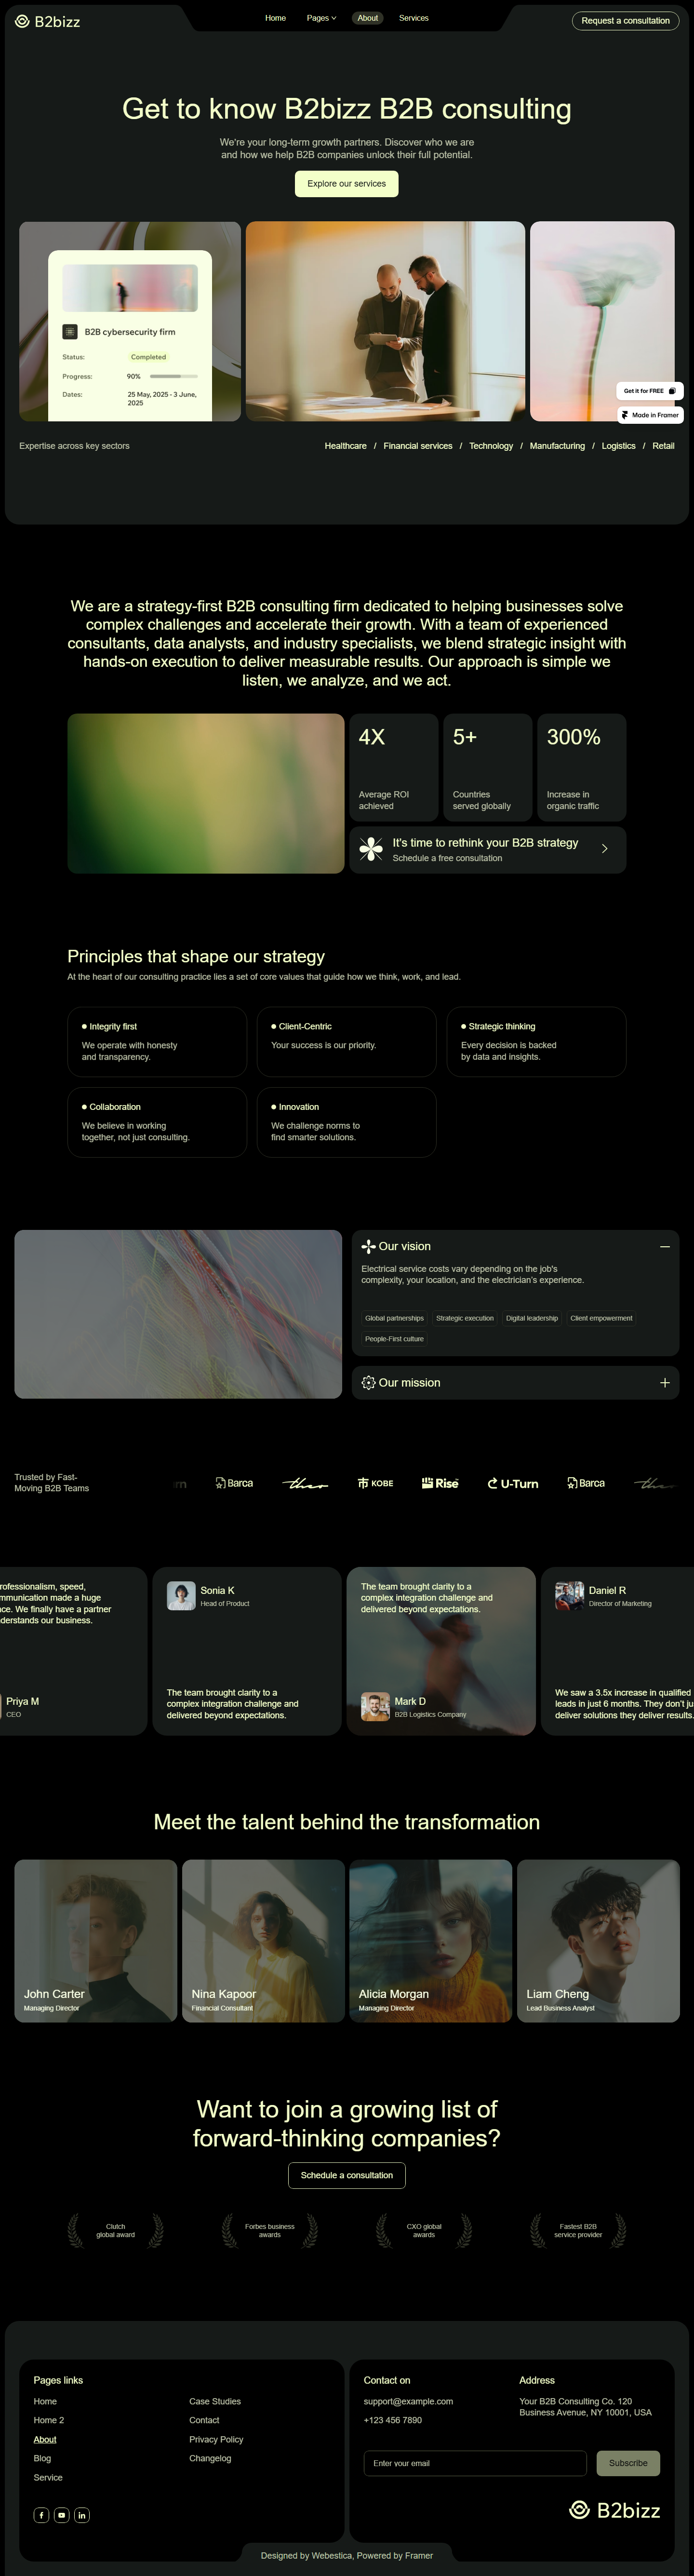 B2bizz
Home
Pages
About
Services
Request a consultation
Get to know B2bizz B2B consulting
We're your long-term growth partners. Discover who we are
and how we help B2B companies unlock their full potential.
Explore our services
B2B cybersecurity firm
Status:
Completed
Progress:
90%
Dates:
25 May, 2025 - 3 June,
2025
Get it for FREE
Made in Framer
Expertise across key sectors
Healthcare / Financial services / Technology / Manufacturing / Logistics / Retail
We are a strategy-first B2B consulting firm dedicated to helping businesses solve
complex challenges and accelerate their growth. With a team of experienced
consultants, data analysts, and industry specialists, we blend strategic insight with
hands-on execution to deliver measurable results. Our approach is simple we
listen, we analyze, and we act.
4X
Average ROI
achieved
5+
Countries
served globally
300%
Increase in
organic traffic
It's time to rethink your B2B strategy
Schedule a free consultation
Principles that shape our strategy
At the heart of our consulting practice lies a set of core values that guide how we think, work, and lead.
Integrity first
We operate with honesty
and transparency.
Client-Centric
Your success is our priority.
Strategic thinking
Every decision is backed
by data and insights.
Collaboration
We believe in working
together, not just consulting.
Innovation
We challenge norms to
find smarter solutions.
Our vision
Electrical service costs vary depending on the job's
complexity, your location, and the electrician's experience.
Global partnerships
Strategic execution
Digital leadership
Client empowerment
People-First culture
Our mission
Trusted by Fast-
Moving B2B Teams
rn
Barca
theo
KOBE
Rise
U-Turn
Barca
theo
rofessionalism, speed,
mmunication made a huge
ce. We finally have a partner
derstands our business.
Priya M
CEO
Sonia K
Head of Product
The team brought clarity to a
complex integration challenge and
delivered beyond expectations.
The team brought clarity to a
complex integration challenge and
delivered beyond expectations.
Mark D
B2B Logistics Company
Daniel R
Director of Marketing
We saw a 3.5x increase in qualified
leads in just 6 months. They don't ju
deliver solutions they deliver results.
Meet the talent behind the transformation
John Carter
Managing Director
Nina Kapoor
Financial Consultant
Alicia Morgan
Managing Director
Liam Cheng
Lead Business Analyst
Want to join a growing list of
forward-thinking companies?
Schedule a consultation
Clutch
global award
Forbes business
awards
CXO global
awards
Fastest B2B
service provider
Pages links
Home
Home 2
About
Blog
Service
Case Studies
Contact
Privacy Policy
Changelog
Contact on
support@example.com
+123 456 7890
Address
Your B2B Consulting Co. 120
Business Avenue, NY 10001, USA
Enter your email
Subscribe
B2bizz
Designed by Webestica, Powered by Framer